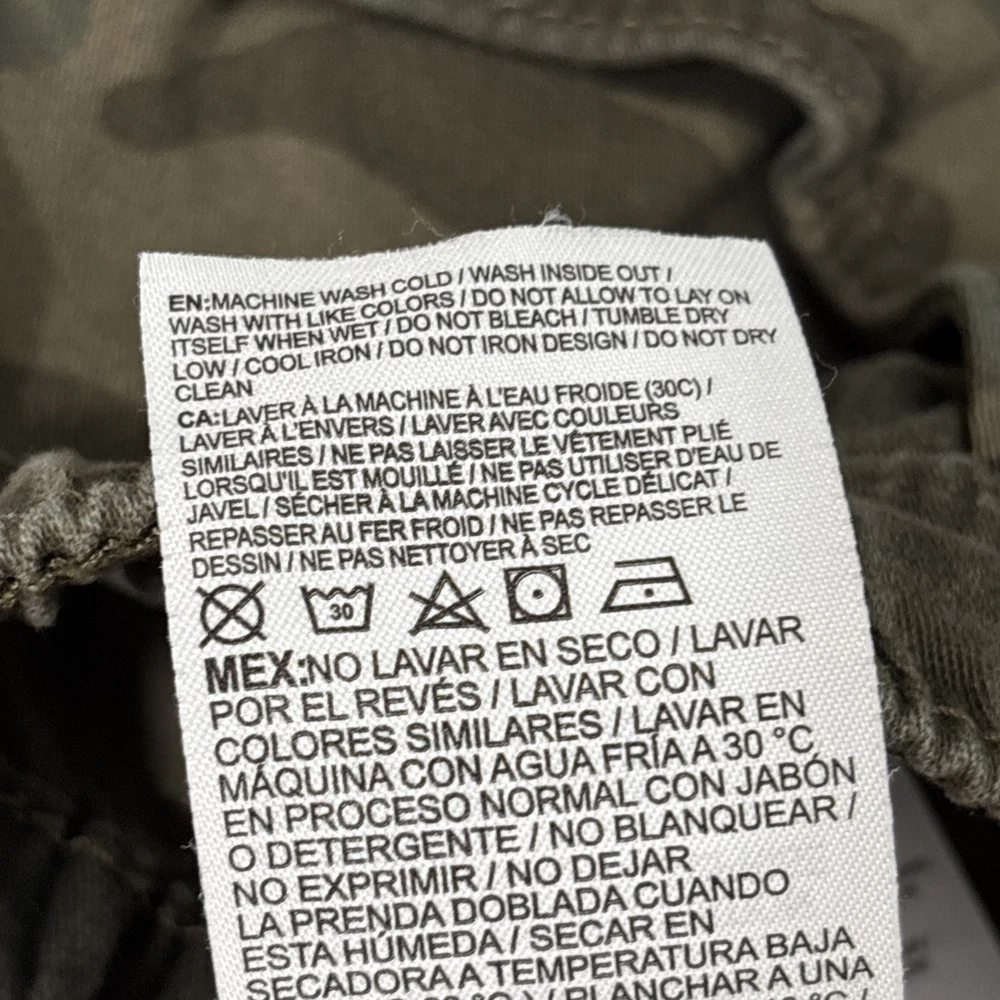 EN:MACHINE WASH COLD / WASH INSIDE OUT /
WASH WITH LIKE COLORS / DO NOT ALLOW TO LAY ON
ITSELF WHEN WET / DO NOT BLEACH / TUMBLE DRY
LOW / COOL IRON / DO NOT IRON DESIGN / DO NOT DRY
CLEAN
CA:LAVER À LA MACHINE À L'EAU FROIDE (30C) /
LAVER À L'ENVERS / LAVER AVEC COULEURS
SIMILAIRES / NE PAS LAISSER LE VÊTEMENT PLIÉ
LORSQU'IL EST MOUILLÉ / NE PAS UTILISER D'EAU DE
JAVEL / SÉCHER À LA MACHINE CYCLE DÉLICAT /
REPASSER AU FER FROID / NE PAS REPASSER LE
DESSIN / NE PAS NETTOYER À SEC
30
MEX:NO LAVAR EN SECO / LAVAR
POR EL REVÉS / LAVAR CON
COLORES SIMILARES / LAVAR EN
MÁQUINA CON AGUA FRÍA A 30 °C
EN PROCESO NORMAL CON JABÓN
O DETERGENTE / NO BLANQUEAR /
NO EXPRIMIR / NO DEJAR
LA PRENDA DOBLADA CUANDO
ESTA HÚMEDA / SECAR EN
SECADORA A TEMPERATURA BAJA
PLANCHAR A UNA